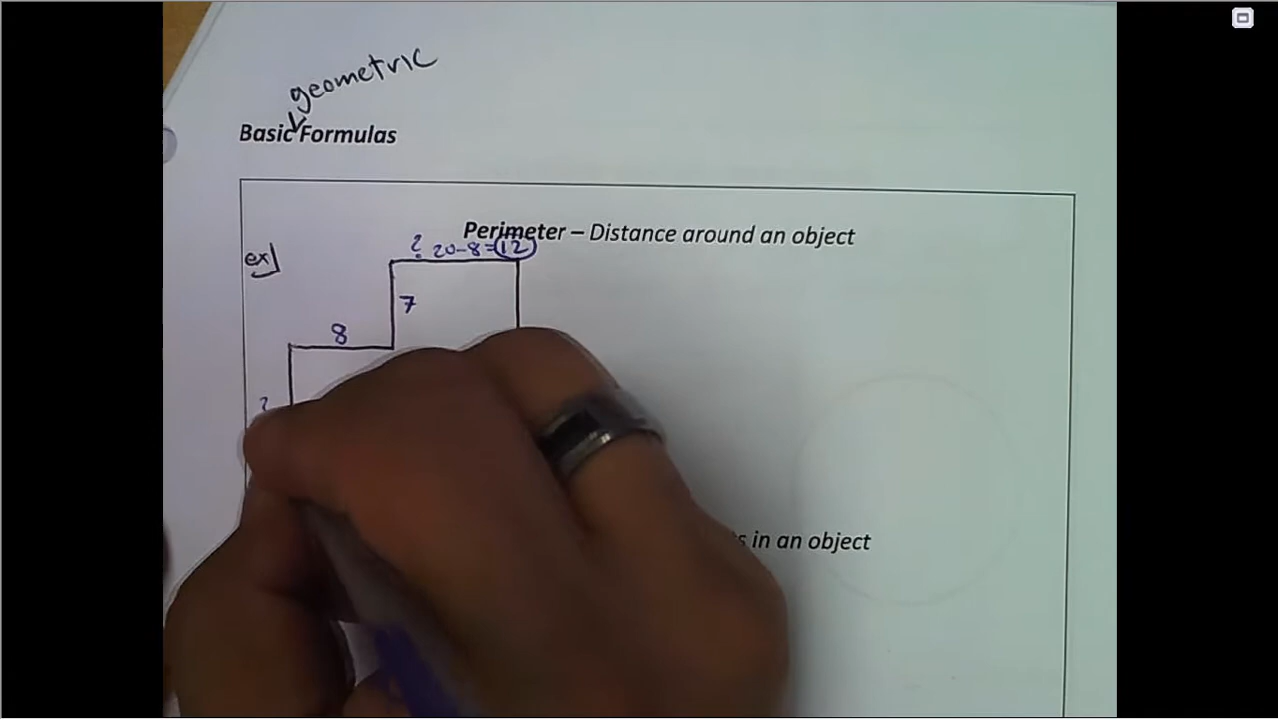 geometric
Basic Formulas
Perimeter – Distance around an object
ex)
? 20-8=12
7
8
?
in an object